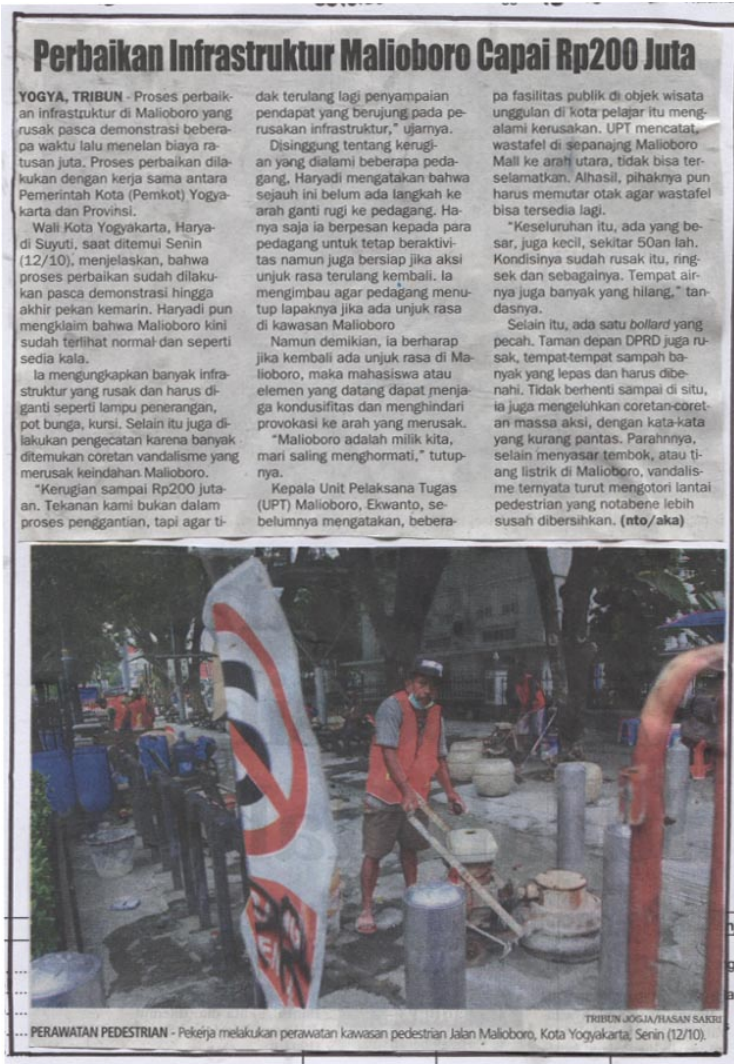 Perbaikan Infrastruktur Malioboro Capai Rp200 Juta
YOGYA, TRIBUN - Proses perbaik-
an infrastruktur di Malioboro yang
rusak pasca demonstrasi bebera-
pa waktu lalu menelan biaya ra-
tusan juta. Proses perbaikan dila-
kukan dengan kerja sama antara
Pemerintah Kota (Pemkot) Yogya-
karta dan Provinsi.
Wali Kota Yogyakarta, Harya-
di Suyuti, saat ditemui Senin
(12/10), menjelaskan, bahwa
proses perbaikan sudah dilaku-
kan pasca demonstrasi hingga
akhir pekan kemarin. Haryadi pun
mengklaim bahwa Malioboro kini
sudah terlihat normal dan seperti
sedia kala.
Ia mengungkapkan banyak infra-
struktur yang rusak dan harus di-
ganti seperti lampu penerangan,
pot bunga, kursi. Selain itu juga di-
lakukan pengecatan karena banyak
ditemukan coretan vandalisme yang
merusak keindahan Malioboro.
"Kerugian sampai Rp200 juta-
an. Tekanan kami bukan dalam
proses penggantian, tapi agar ti-
dak terulang lagi penyampaian
pendapat yang berujung pada pe-
rusakan infrastruktur," ujarnya.
Disinggung tentang kerugi-
an yang dialami beberapa peda-
gang, Haryadi mengatakan bahwa
sejauh ini belum ada langkah ke
arah ganti rugi ke pedagang. Ha-
nya saja ia berpesan kepada para
pedagang untuk tetap beraktivi-
tas namun juga bersiap jika aksi
unjuk rasa terulang kembali. Ia
mengimbau agar pedagang menu-
tup lapaknya jika ada unjuk rasa
di kawasan Malioboro
Namun demikian, ia berharap
jika kembali ada unjuk rasa di Ma-
lioboro, maka mahasiswa atau
elemen yang datang dapat menja-
ga kondusifitas dan menghindari
provokasi ke arah yang merusak.
"Malioboro adalah milik kita,
mari saling menghormati," tutup-
nya.
Kepala Unit Pelaksana Tugas
(UPT) Malioboro, Ekwanto, se-
belumnya mengatakan, bebera-
pa fasilitas publik di objek wisata
unggulan di kota pelajar itu meng-
alami kerusakan. UPT mencatat,
wastafel di sepanajng Malioboro
Mall ke arah utara, tidak bisa ter-
selamatkan. Alhasil, pihaknya pun
harus memutar otak agar wastafel
bisa tersedia lagi.
"Keseluruhan itu, ada yang be-
sar, juga kecil, sekitar 50an lah.
Kondisinya sudah rusak itu, ring-
sek dan sebagainya. Tempat air-
nya juga banyak yang hilang," tan-
dasnya.
Selain itu, ada satu bollard yang
pecah. Taman depan DPRD juga ru-
sak, tempat-tempat sampah ba-
nyak yang lepas dan harus dibe-
nahi. Tidak berhenti sampai di situ,
ia juga mengeluhkan coretan-coret-
an massa aksi, dengan kata-kata
yang kurang pantas. Parahnnya,
selain menyasar tembok, atau ti-
ang listrik di Malioboro, vandalis-
me ternyata turut mengotori lantai
pedestrian yang notabene lebih
susah dibersihkan. (nto/aka)
TRIBUN JOGJA/HASAN SAKRI
PERAWATAN PEDESTRIAN - Pekerja melakukan perawatan kawasan pedestrian Jalan Malioboro, Kota Yogyakarta, Senin (12/10).